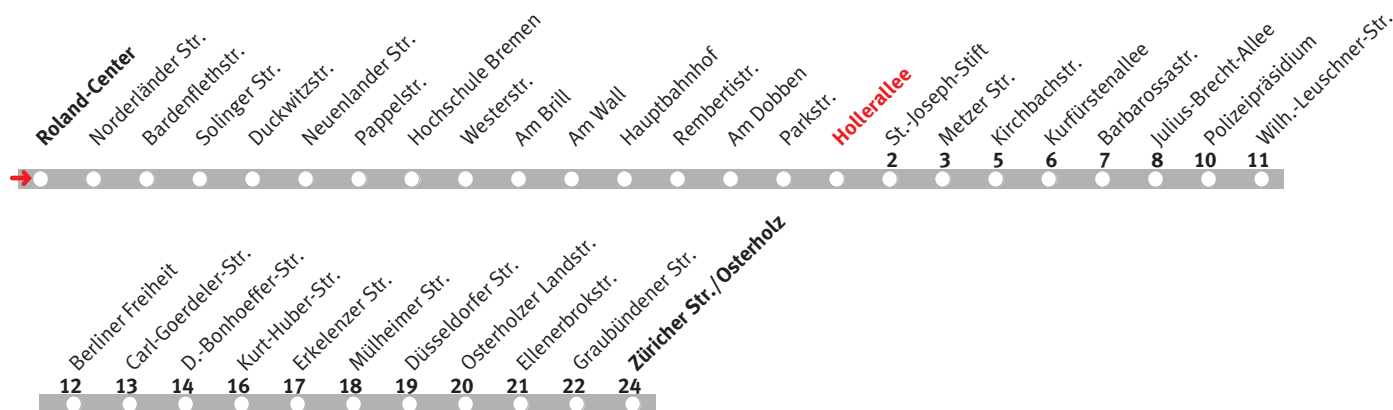 Roland-Center
Norderländer Str.
Bardenflethstr.
Solinger Str.
Duckwitzstr.
Neuenlander Str.
Pappelstr.
Hochschule Bremen
Westerstr.
Am Brill
Am Wall
Hauptbahnhof
Rembertistr.
Am Dobben
Parkstr.
Hollerallee
St.-Joseph-Stift
Metzer Str.
Kirchbachstr.
Kurfürstenallee
Barbarossastr.
Julius-Brecht-Allee
Polizeipräsidium
Wilh.-Leuschner-Str.
2 3 5 6 7 8 10 11
Berliner Freiheit
Carl-Goerdeler-Str.
D.-Bonhoeffer-Str.
Kurt-Huber-Str.
Erkelenzer Str.
Mülheimer Str.
Düsseldorfer Str.
Osterholzer Landstr.
Ellenerbrokstr.
Graubündener Str.
Züricher Str./Osterholz
12 13 14 16 17 18 19 20 21 22 24